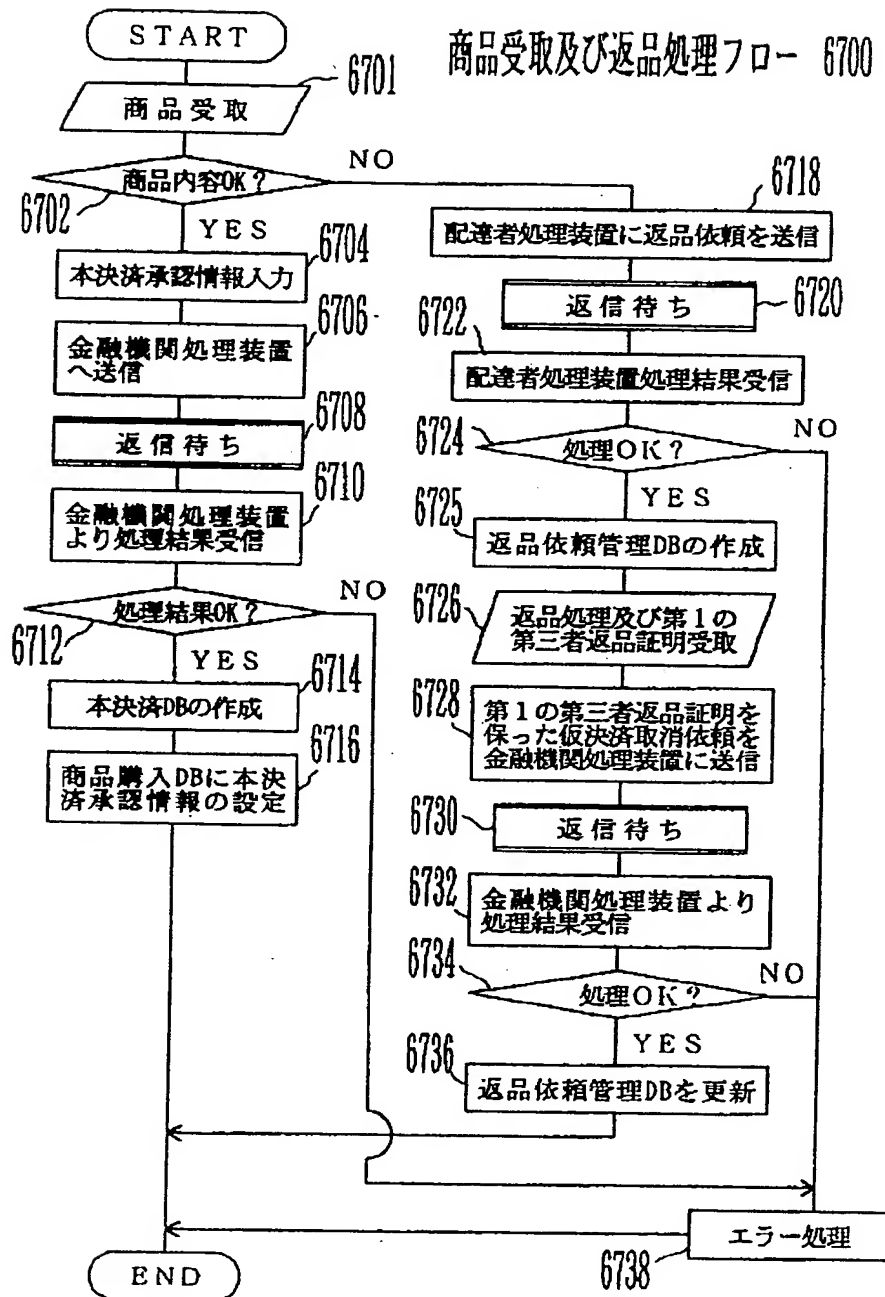 START
商品受取及び返品処理フロー 6700
6701
商品受取
商品内容OK?
NO
6702
YES
6704
本決済承認情報入力
6706
金融機関処理装置
へ送信
6708
返信待ち
6710
金融機関処理装置
より処理結果受信
処理結果OK?
NO
6712
YES
6714
本決済DBの作成
6716
商品購入DBに本決
済承認情報の設定
6718
配達者処理装置に返品依頼を送信
6720
返信待ち
6722
配達者処理装置処理結果受信
6724
処理OK?
NO
YES
6725
返品依頼管理DBの作成
6726
返品処理及び第1の
第三者返品証明受取
6728
第1の第三者返品証明を
保った仮決済取消依頼を
金融機関処理装置に送信
6730
返信待ち
6732
金融機関処理装置より
処理結果受信
6734
処理OK?
NO
YES
6736
返品依頼管理DBを更新
エラー処理
6738
END